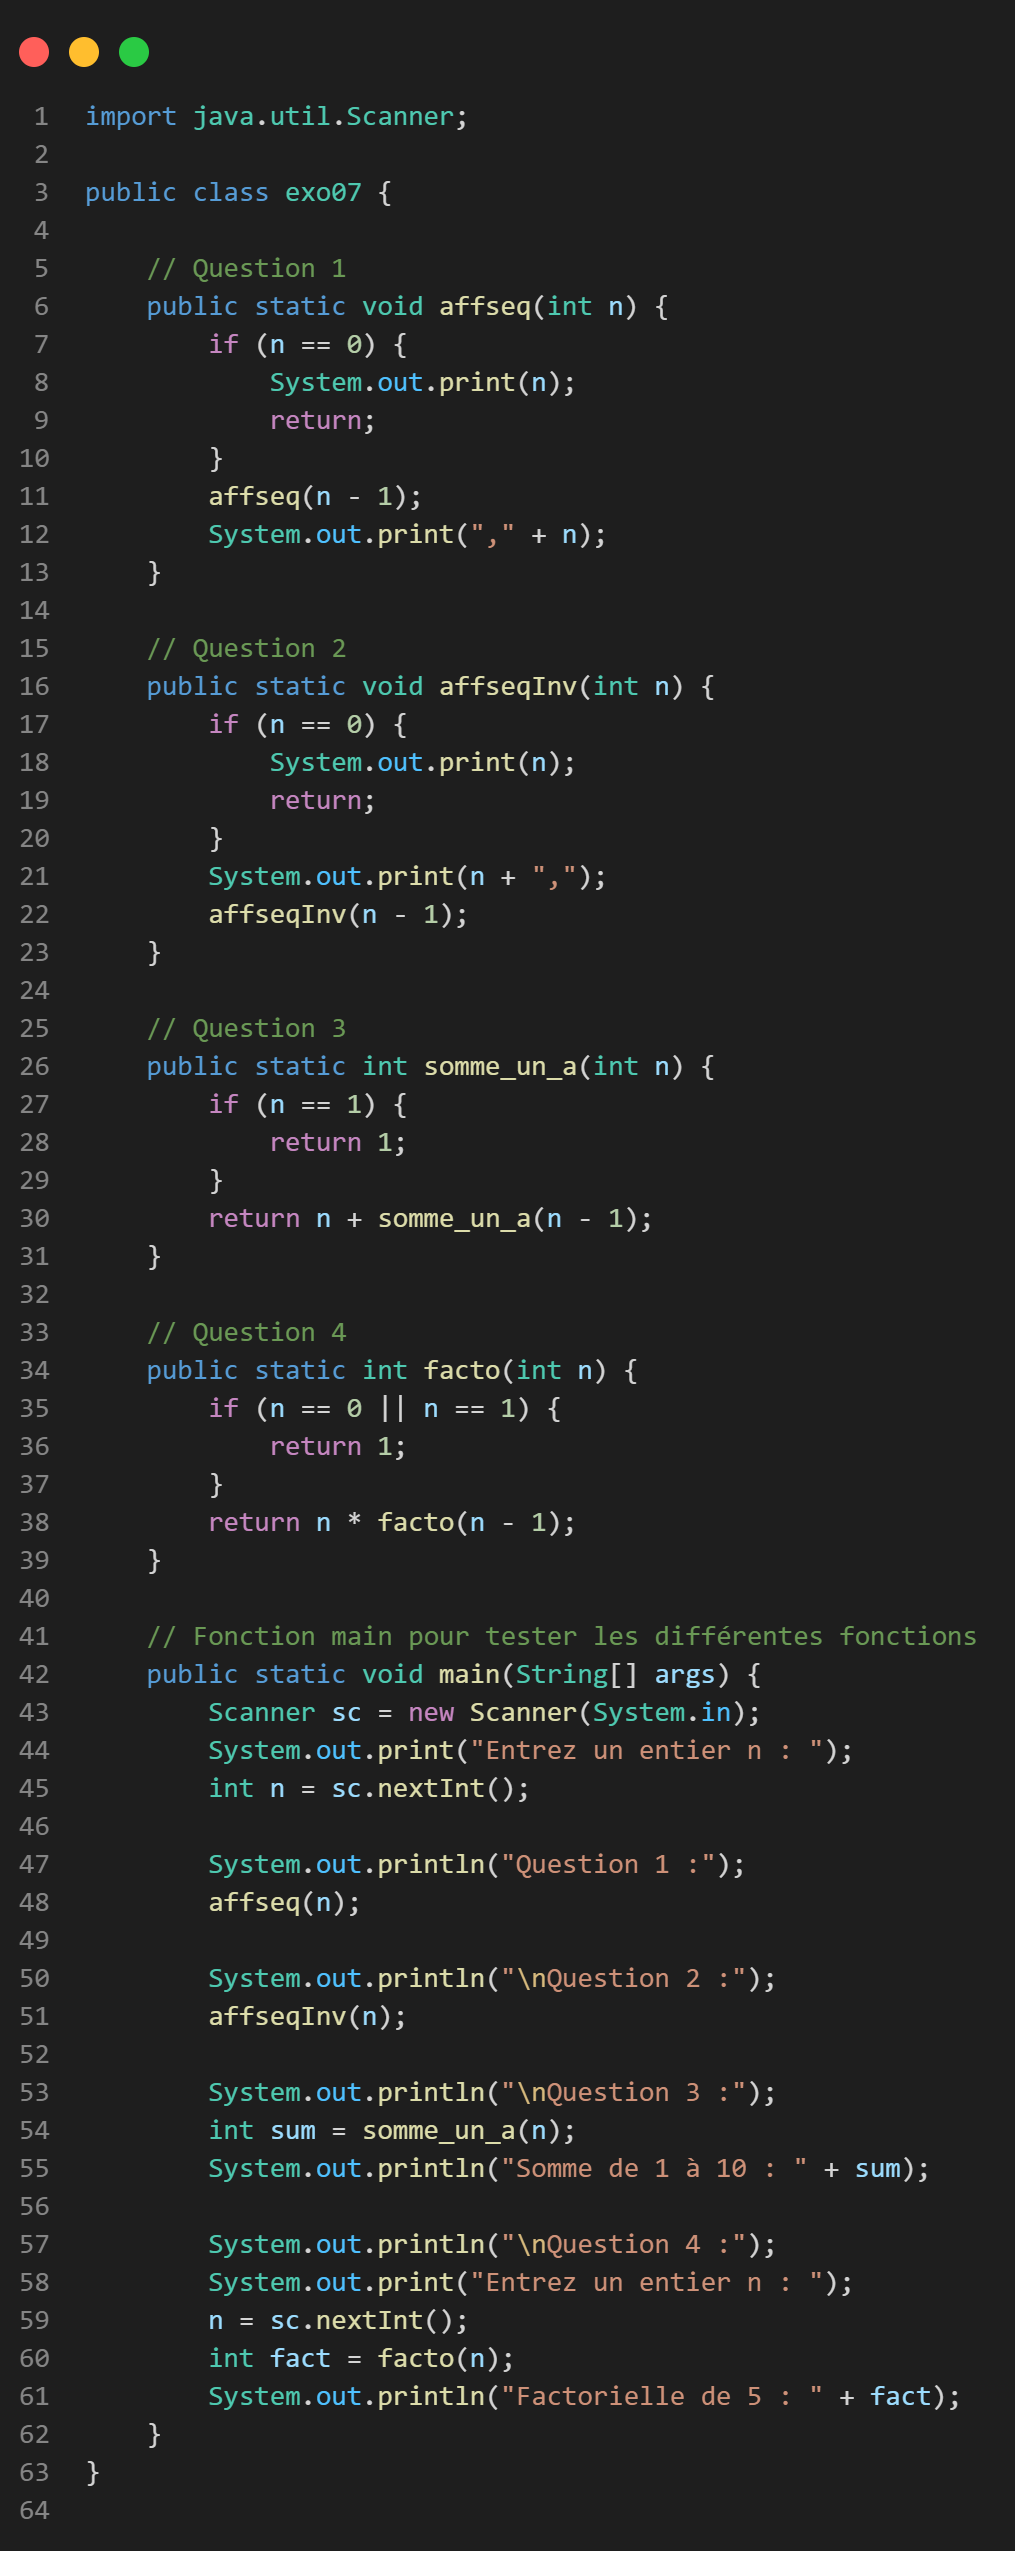 1 import java.util.Scanner;
2
3 public class exo07 {
4
5     // Question 1
6     public static void affseq(int n) {
7         if (n == 0) {
8             System.out.print(n);
9             return;
10         }
11         affseq(n - 1);
12         System.out.print("," + n);
13     }
14
15     // Question 2
16     public static void affseqInv(int n) {
17         if (n == 0) {
18             System.out.print(n);
19             return;
20         }
21         System.out.print(n + ",");
22         affseqInv(n - 1);
23     }
24
25     // Question 3
26     public static int somme_un_a(int n) {
27         if (n == 1) {
28             return 1;
29         }
30         return n + somme_un_a(n - 1);
31     }
32
33     // Question 4
34     public static int facto(int n) {
35         if (n == 0 || n == 1) {
36             return 1;
37         }
38         return n * facto(n - 1);
39     }
40
41     // Fonction main pour tester les différentes fonctions
42     public static void main(String[] args) {
43         Scanner sc = new Scanner(System.in);
44         System.out.print("Entrez un entier n : ");
45         int n = sc.nextInt();
46
47         System.out.println("Question 1 :");
48         affseq(n);
49
50         System.out.println("\nQuestion 2 :");
51         affseqInv(n);
52
53         System.out.println("\nQuestion 3 :");
54         int sum = somme_un_a(n);
55         System.out.println("Somme de 1 à 10 : " + sum);
56
57         System.out.println("\nQuestion 4 :");
58         System.out.print("Entrez un entier n : ");
59         n = sc.nextInt();
60         int fact = facto(n);
61         System.out.println("Factorielle de 5 : " + fact);
62     }
63 }
64